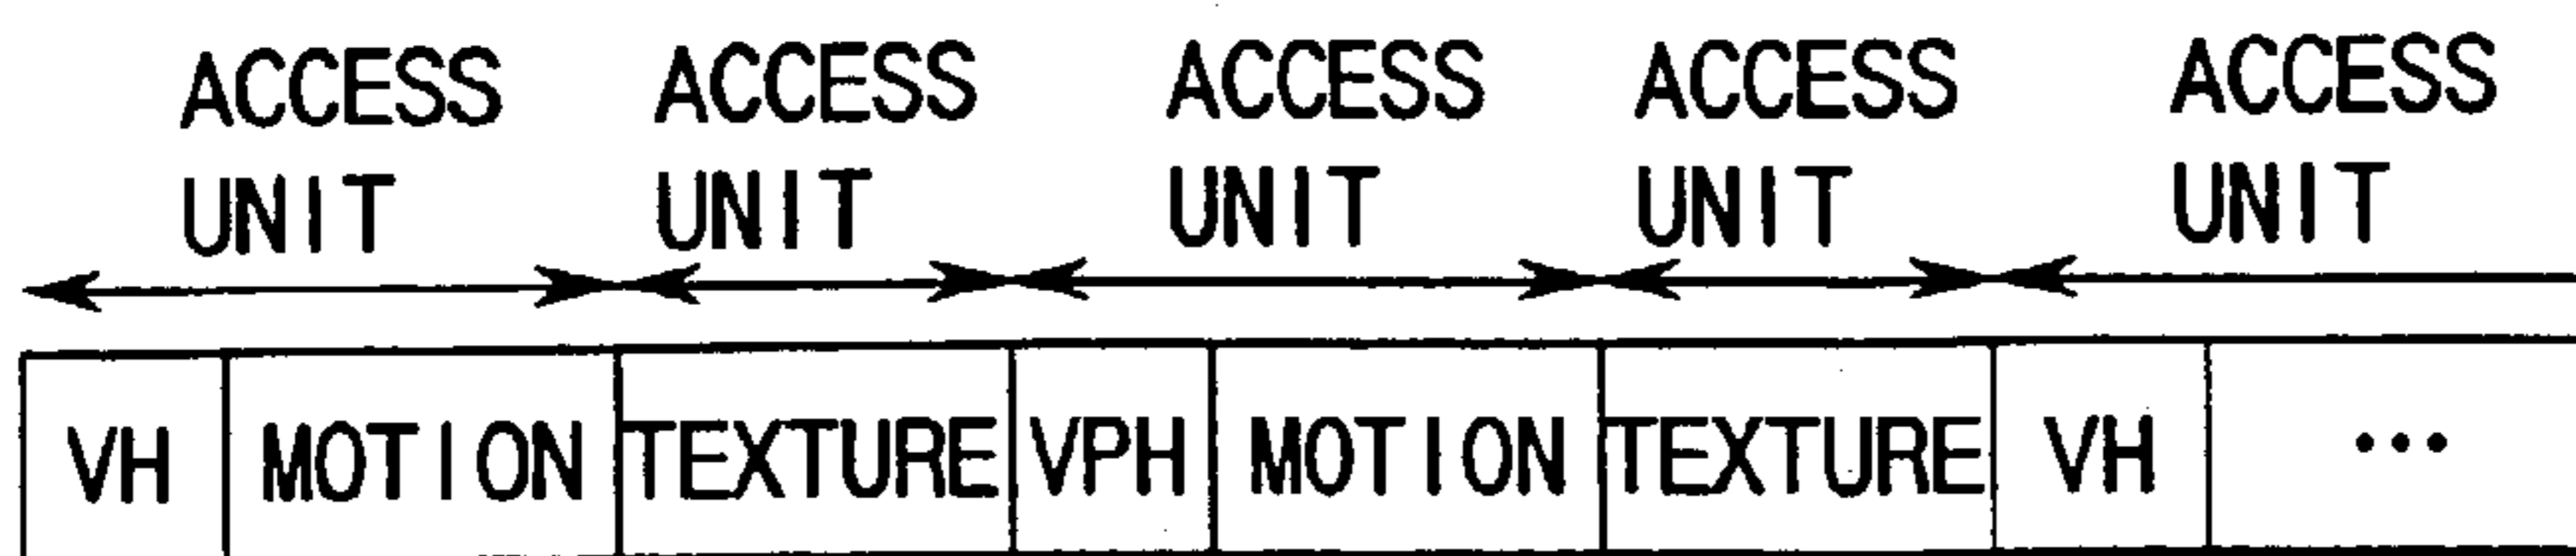 ACCESS ACCESS ACCESS ACCESS ACCESS
UNIT UNIT UNIT UNIT UNIT
VH MOTION TEXTURE VPH MOTION TEXTURE VH •••